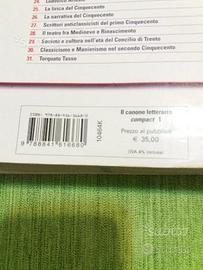 24. Ludovico Ariosto
25. La lirica del Cinquecento
26. La narrativa del Cinquecento
27. Scrittori anticlassicisti del primo Cinquecento
28. Il teatro fra Medioevo e Rinascimento
29. Società e cultura nell'età del Concilio di Trento
30. Classicismo e Manierismo nel secondo Cinquecento
31. Torquato Tasso
9 788841 616680
10464K
Il canone letterario
compact 1
Prezzo al pubblico
€ 35,00
(IVA 4% inclusa)